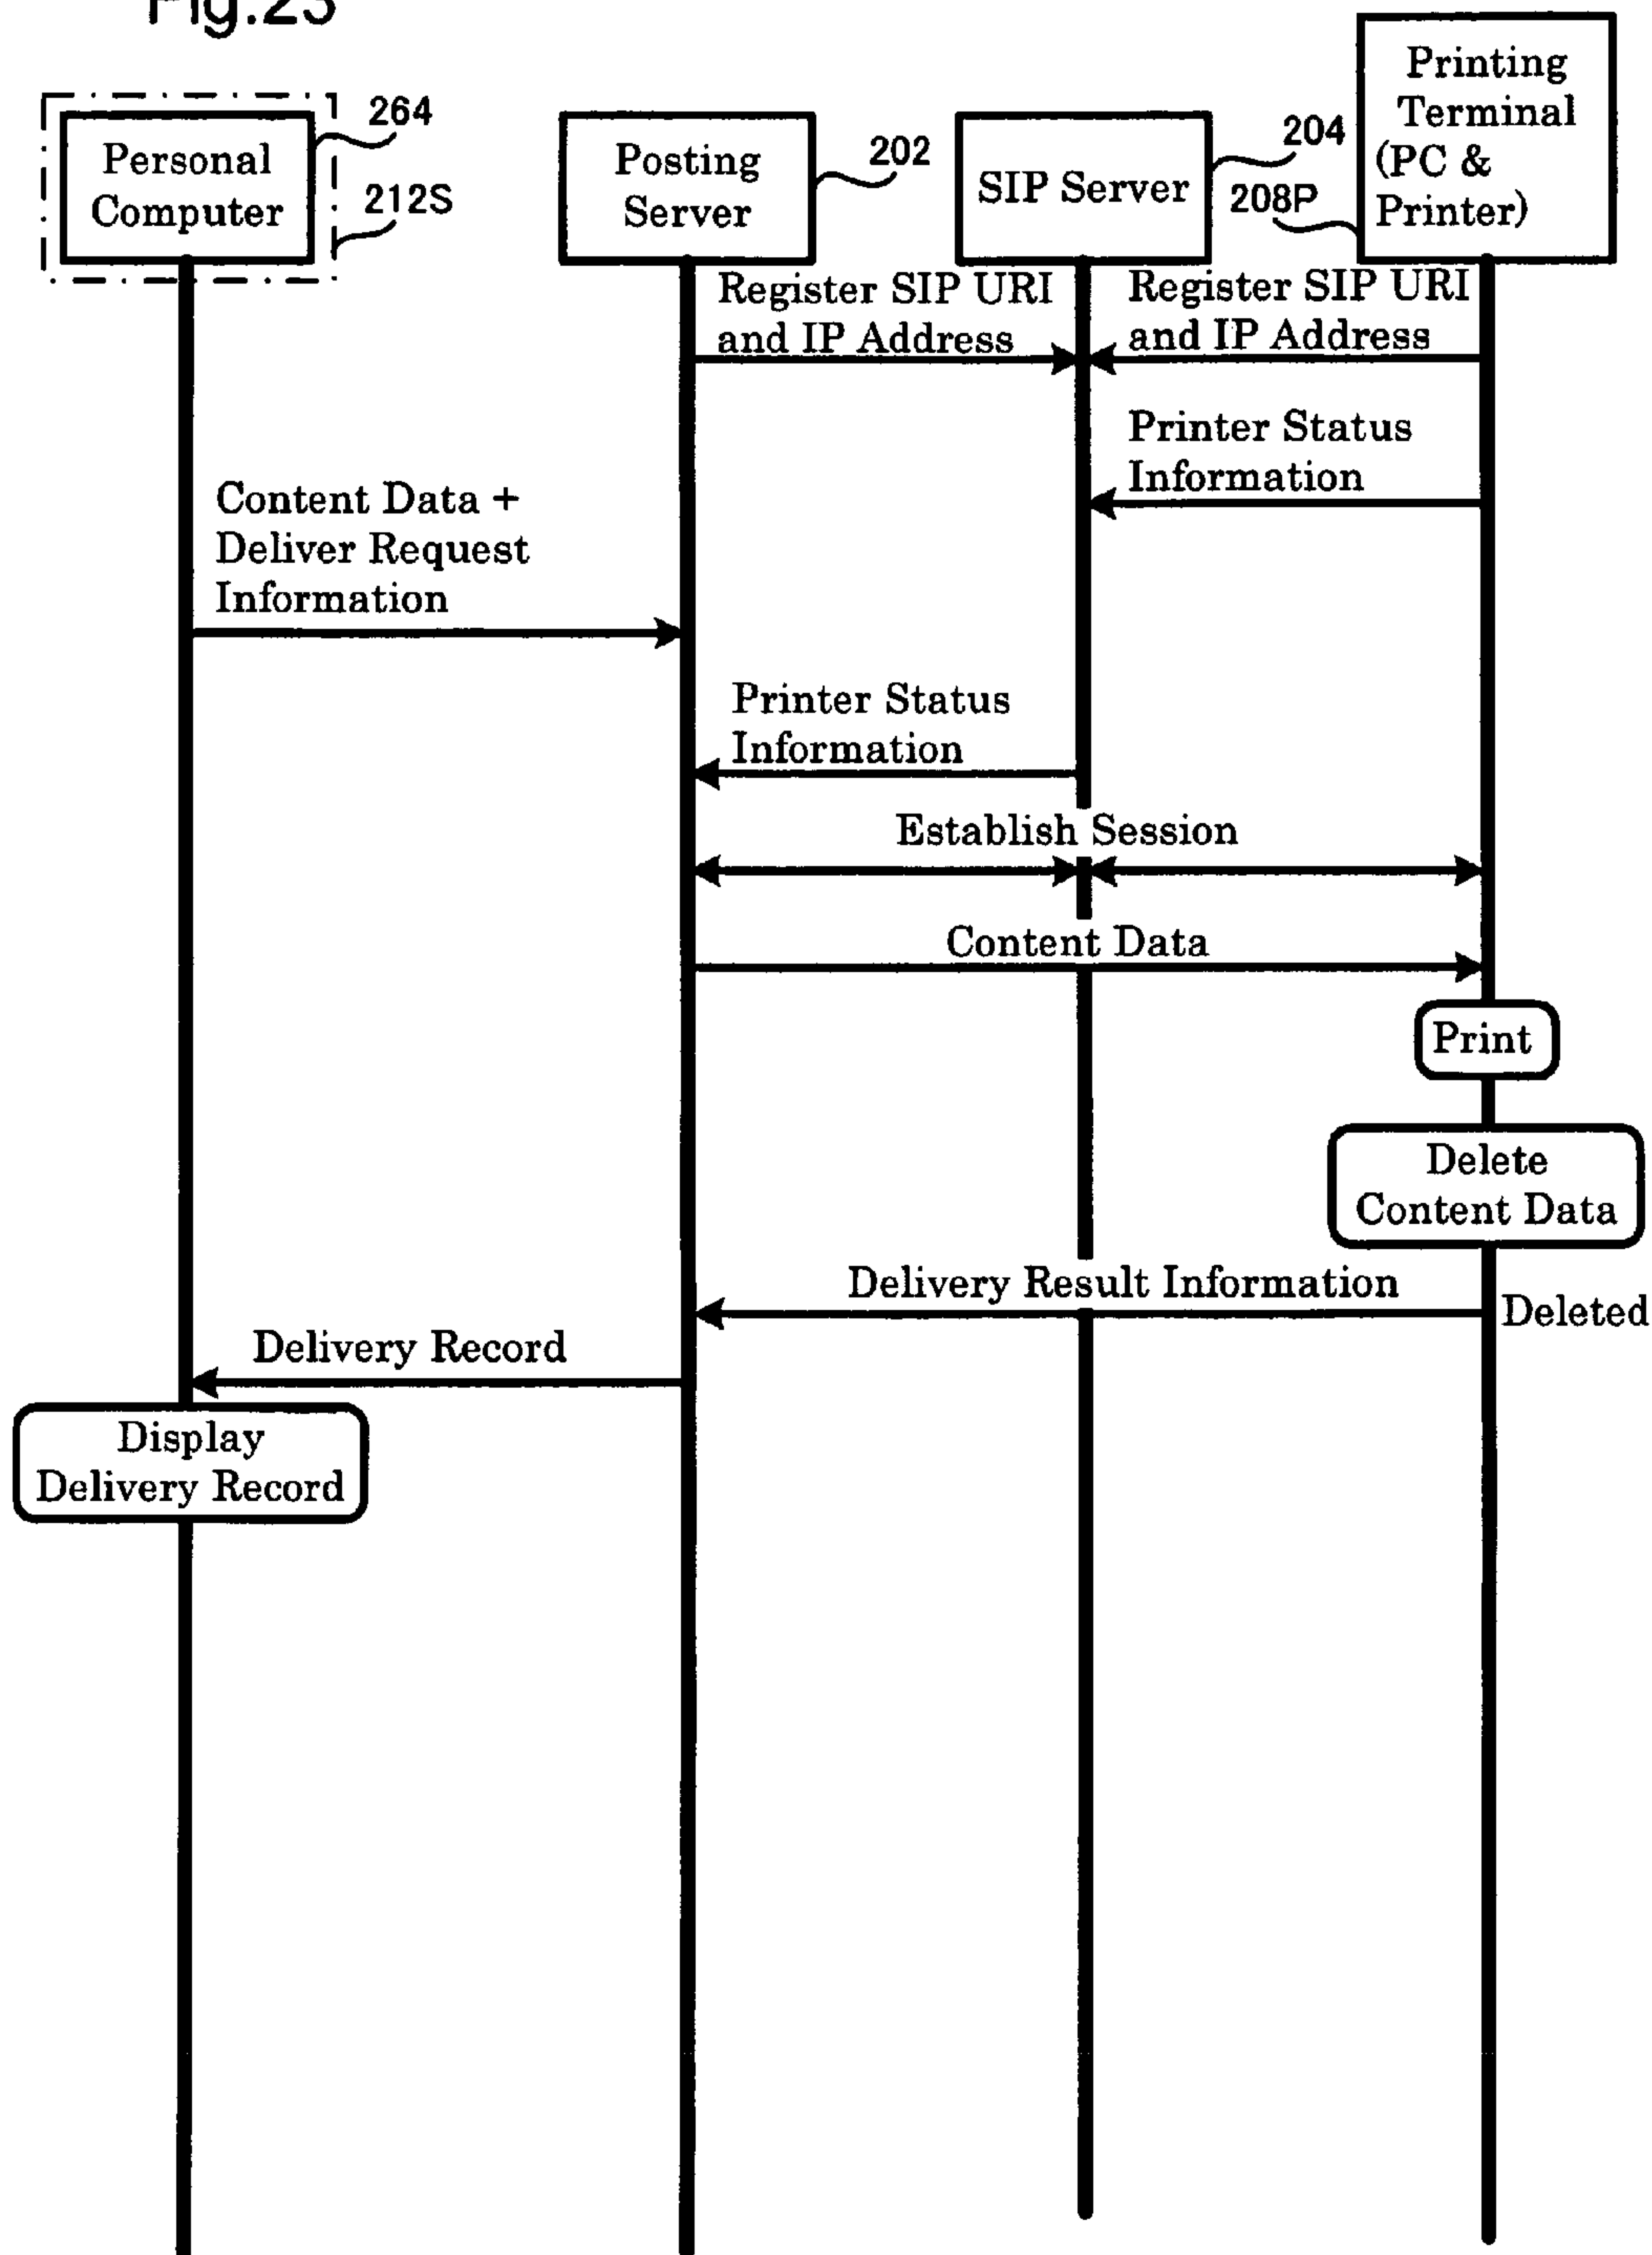 Fig.23
Personal
Computer
264
212S
Posting
Server
202
SIP Server
204
208P
Printing
Terminal
(PC &
Printer)
Register SIP URI
and IP Address
Register SIP URI
and IP Address
Printer Status
Information
Content Data +
Deliver Request
Information
Printer Status
Information
Establish Session
Content Data
Print
Delete
Content Data
Delivery Result Information
Deleted
Delivery Record
Display
Delivery Record